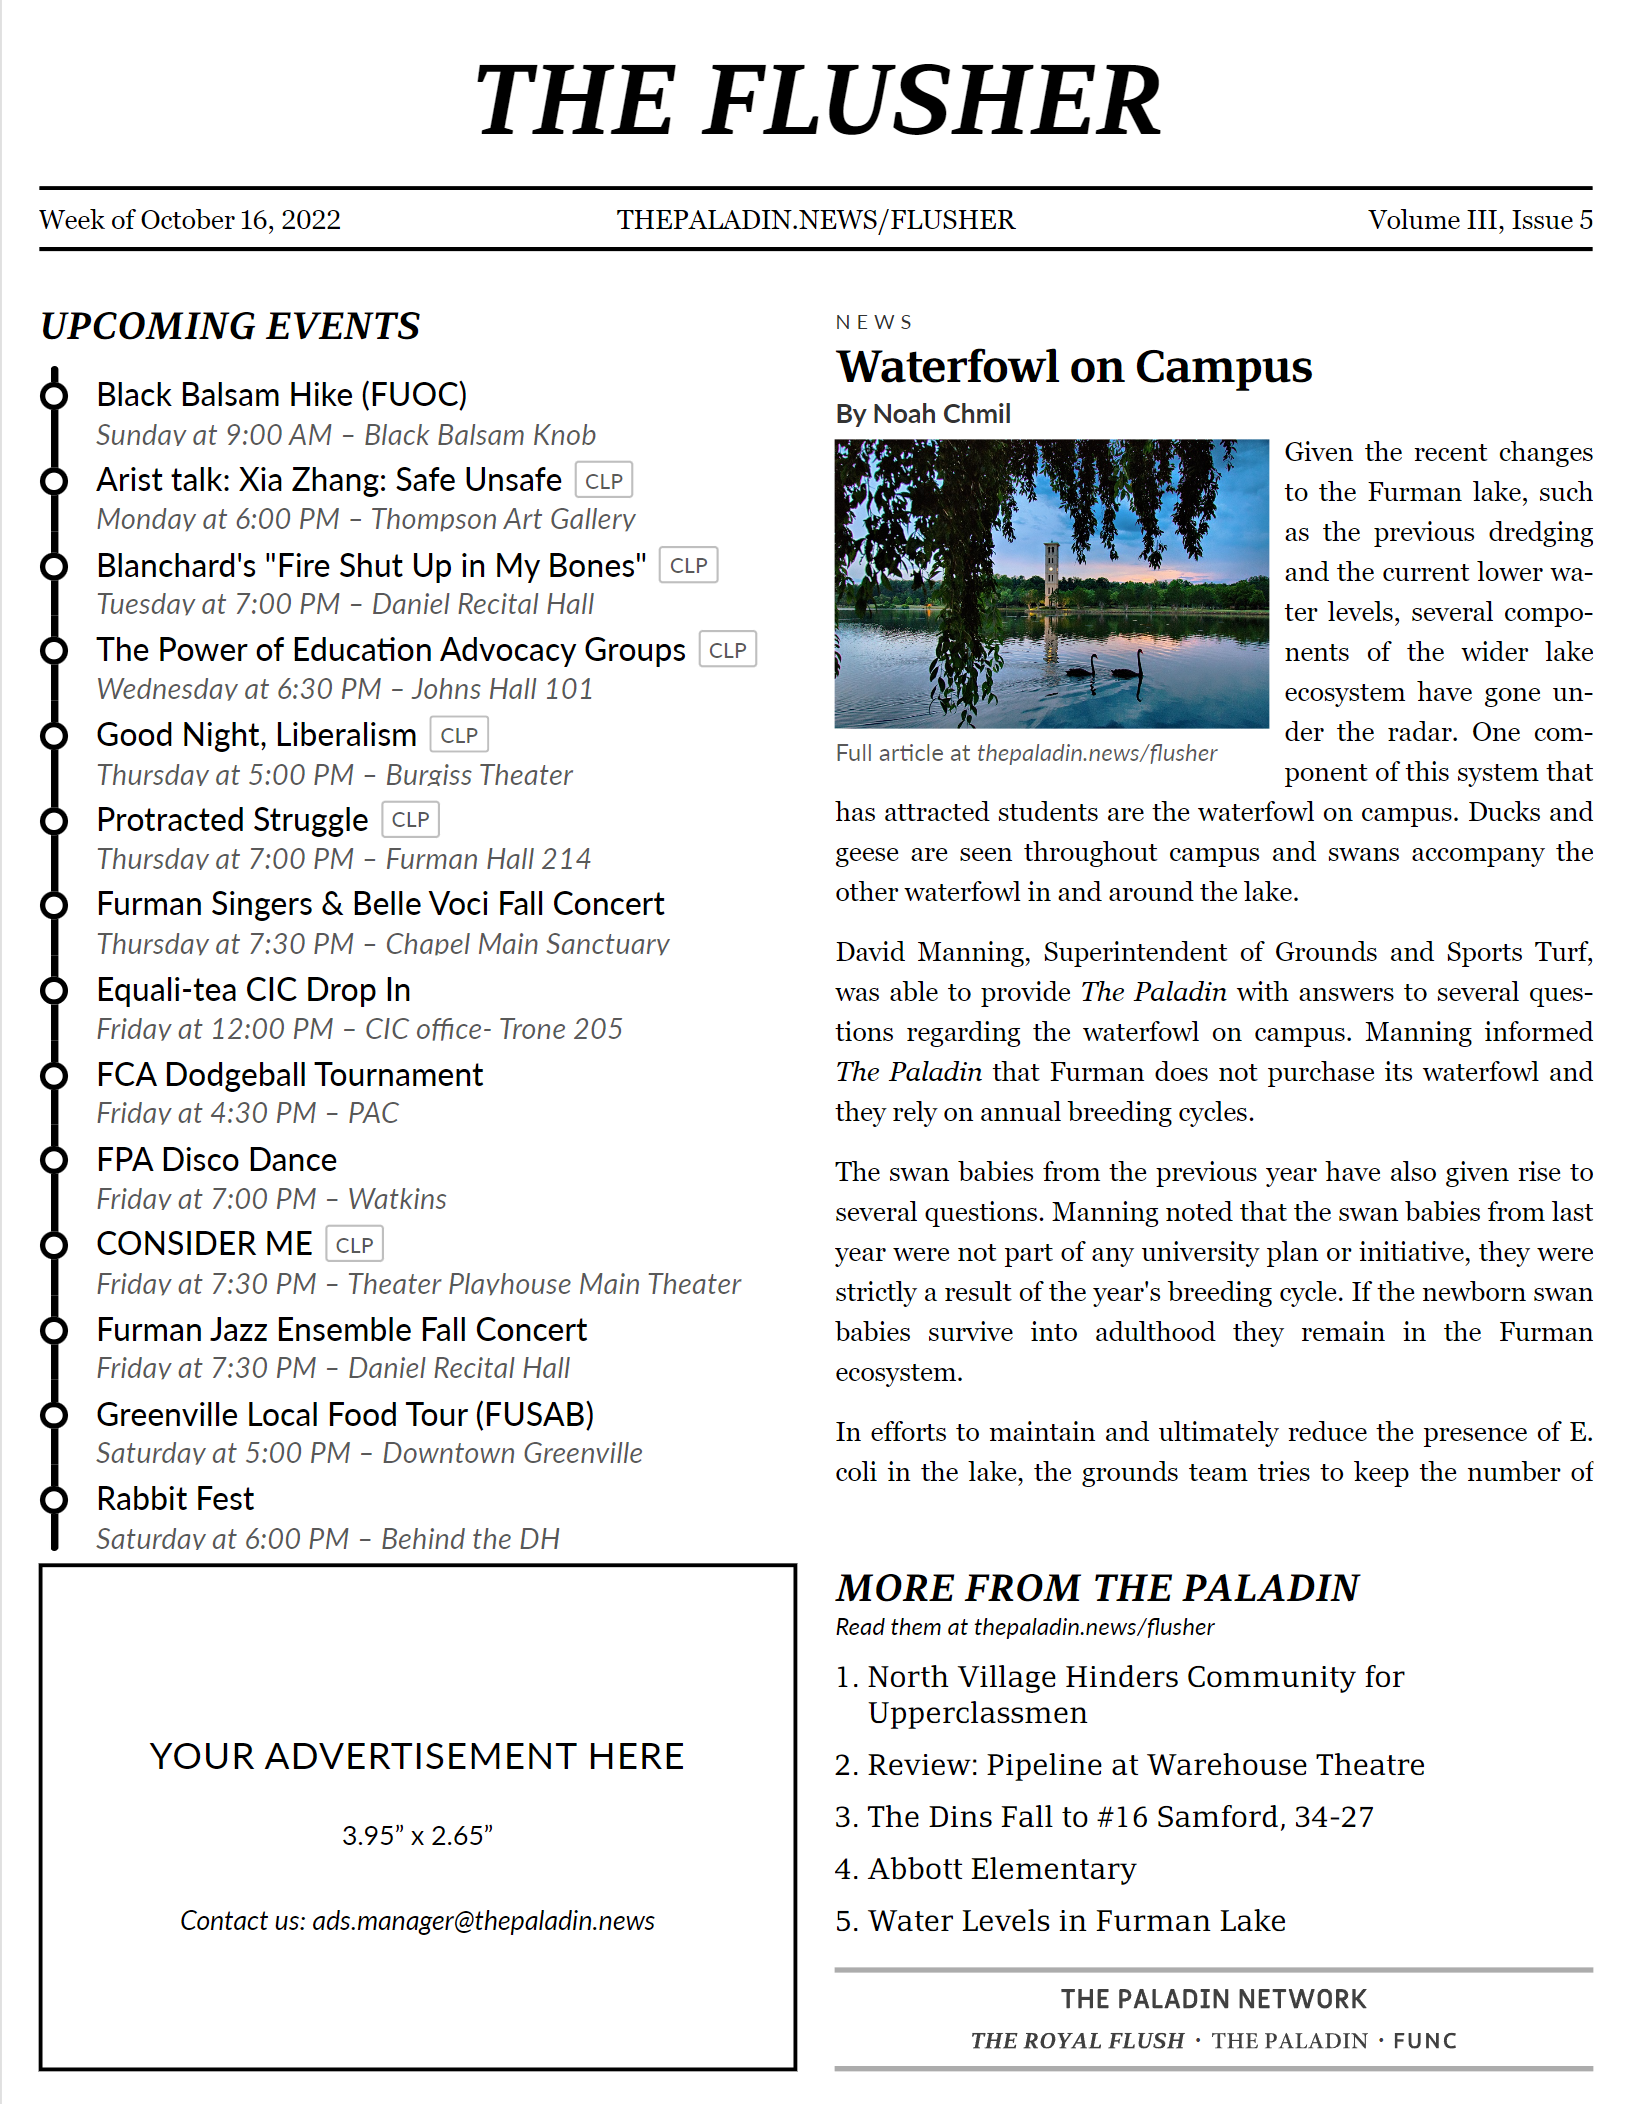 THE FLUSHER
Week of October 16, 2022
THEPALADIN.NEWS/FLUSHER
Volume III, Issue 5
UPCOMING EVENTS
Black Balsam Hike (FUOC)
Sunday at 9:00 AM – Black Balsam Knob
Arist talk: Xia Zhang: Safe Unsafe CLP
Monday at 6:00 PM – Thompson Art Gallery
Blanchard's "Fire Shut Up in My Bones" CLP
Tuesday at 7:00 PM – Daniel Recital Hall
The Power of Education Advocacy Groups CLP
Wednesday at 6:30 PM – Johns Hall 101
Good Night, Liberalism CLP
Thursday at 5:00 PM – Burgiss Theater
Protracted Struggle CLP
Thursday at 7:00 PM – Furman Hall 214
Furman Singers & Belle Voci Fall Concert
Thursday at 7:30 PM – Chapel Main Sanctuary
Equali-tea CIC Drop In
Friday at 12:00 PM – CIC office- Trone 205
FCA Dodgeball Tournament
Friday at 4:30 PM – PAC
FPA Disco Dance
Friday at 7:00 PM – Watkins
CONSIDER ME CLP
Friday at 7:30 PM – Theater Playhouse Main Theater
Furman Jazz Ensemble Fall Concert
Friday at 7:30 PM – Daniel Recital Hall
Greenville Local Food Tour (FUSAB)
Saturday at 5:00 PM – Downtown Greenville
Rabbit Fest
Saturday at 6:00 PM – Behind the DH
YOUR ADVERTISEMENT HERE
3.95” x 2.65”
Contact us: ads.manager@thepaladin.news
NEWS
Waterfowl on Campus
By Noah Chmil
Given the recent changes
to the Furman lake, such
as the previous dredging
and the current lower wa-
ter levels, several compo-
nents of the wider lake
ecosystem have gone un-
der the radar. One com-
ponent of this system that
Full article at thepaladin.news/flusher
has attracted students are the waterfowl on campus. Ducks and
geese are seen throughout campus and swans accompany the
other waterfowl in and around the lake.
David Manning, Superintendent of Grounds and Sports Turf,
was able to provide The Paladin with answers to several ques-
tions regarding the waterfowl on campus. Manning informed
The Paladin that Furman does not purchase its waterfowl and
they rely on annual breeding cycles.
The swan babies from the previous year have also given rise to
several questions. Manning noted that the swan babies from last
year were not part of any university plan or initiative, they were
strictly a result of the year's breeding cycle. If the newborn swan
babies survive into adulthood they remain in the Furman
ecosystem.
In efforts to maintain and ultimately reduce the presence of E.
coli in the lake, the grounds team tries to keep the number of
MORE FROM THE PALADIN
Read them at thepaladin.news/flusher
1. North Village Hinders Community for
Upperclassmen
2. Review: Pipeline at Warehouse Theatre
3. The Dins Fall to #16 Samford, 34-27
4. Abbott Elementary
5. Water Levels in Furman Lake
THE PALADIN NETWORK
THE ROYAL FLUSH · THE PALADIN · FUNC